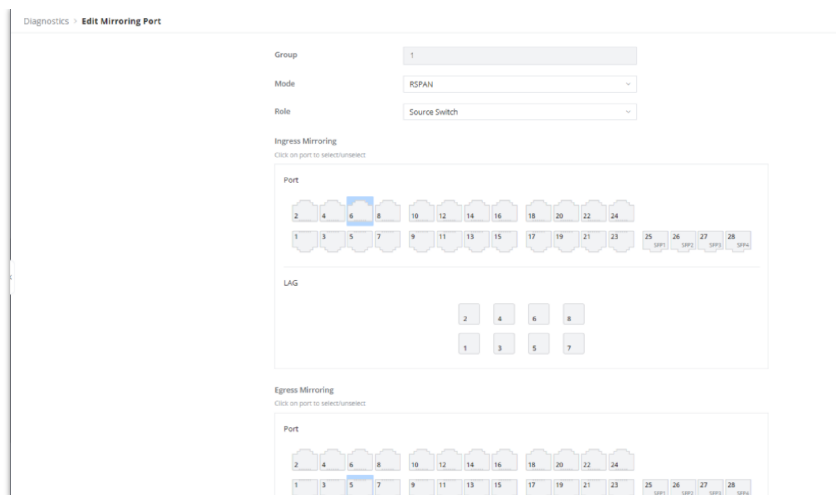 Diagnostics > Edit Mirroring Port
Group 1
Mode RSPAN
Role Source Switch
Ingress Mirroring
Click on port to select/unselect
Port
2 4 6 8 10 12 14 16 18 20 22 24
1 3 5 7 9 11 13 15 17 19 21 23 25 26 27 28
SFP1 SFP2 SFP3 SFP4
LAG
2 4 6 8
1 3 5 7
Egress Mirroring
Click on port to select/unselect
Port
2 4 6 8 10 12 14 16 18 20 22 24
1 3 5 7 9 11 13 15 17 19 21 23 25 26 27 28
SFP1 SFP2 SFP3 SFP4